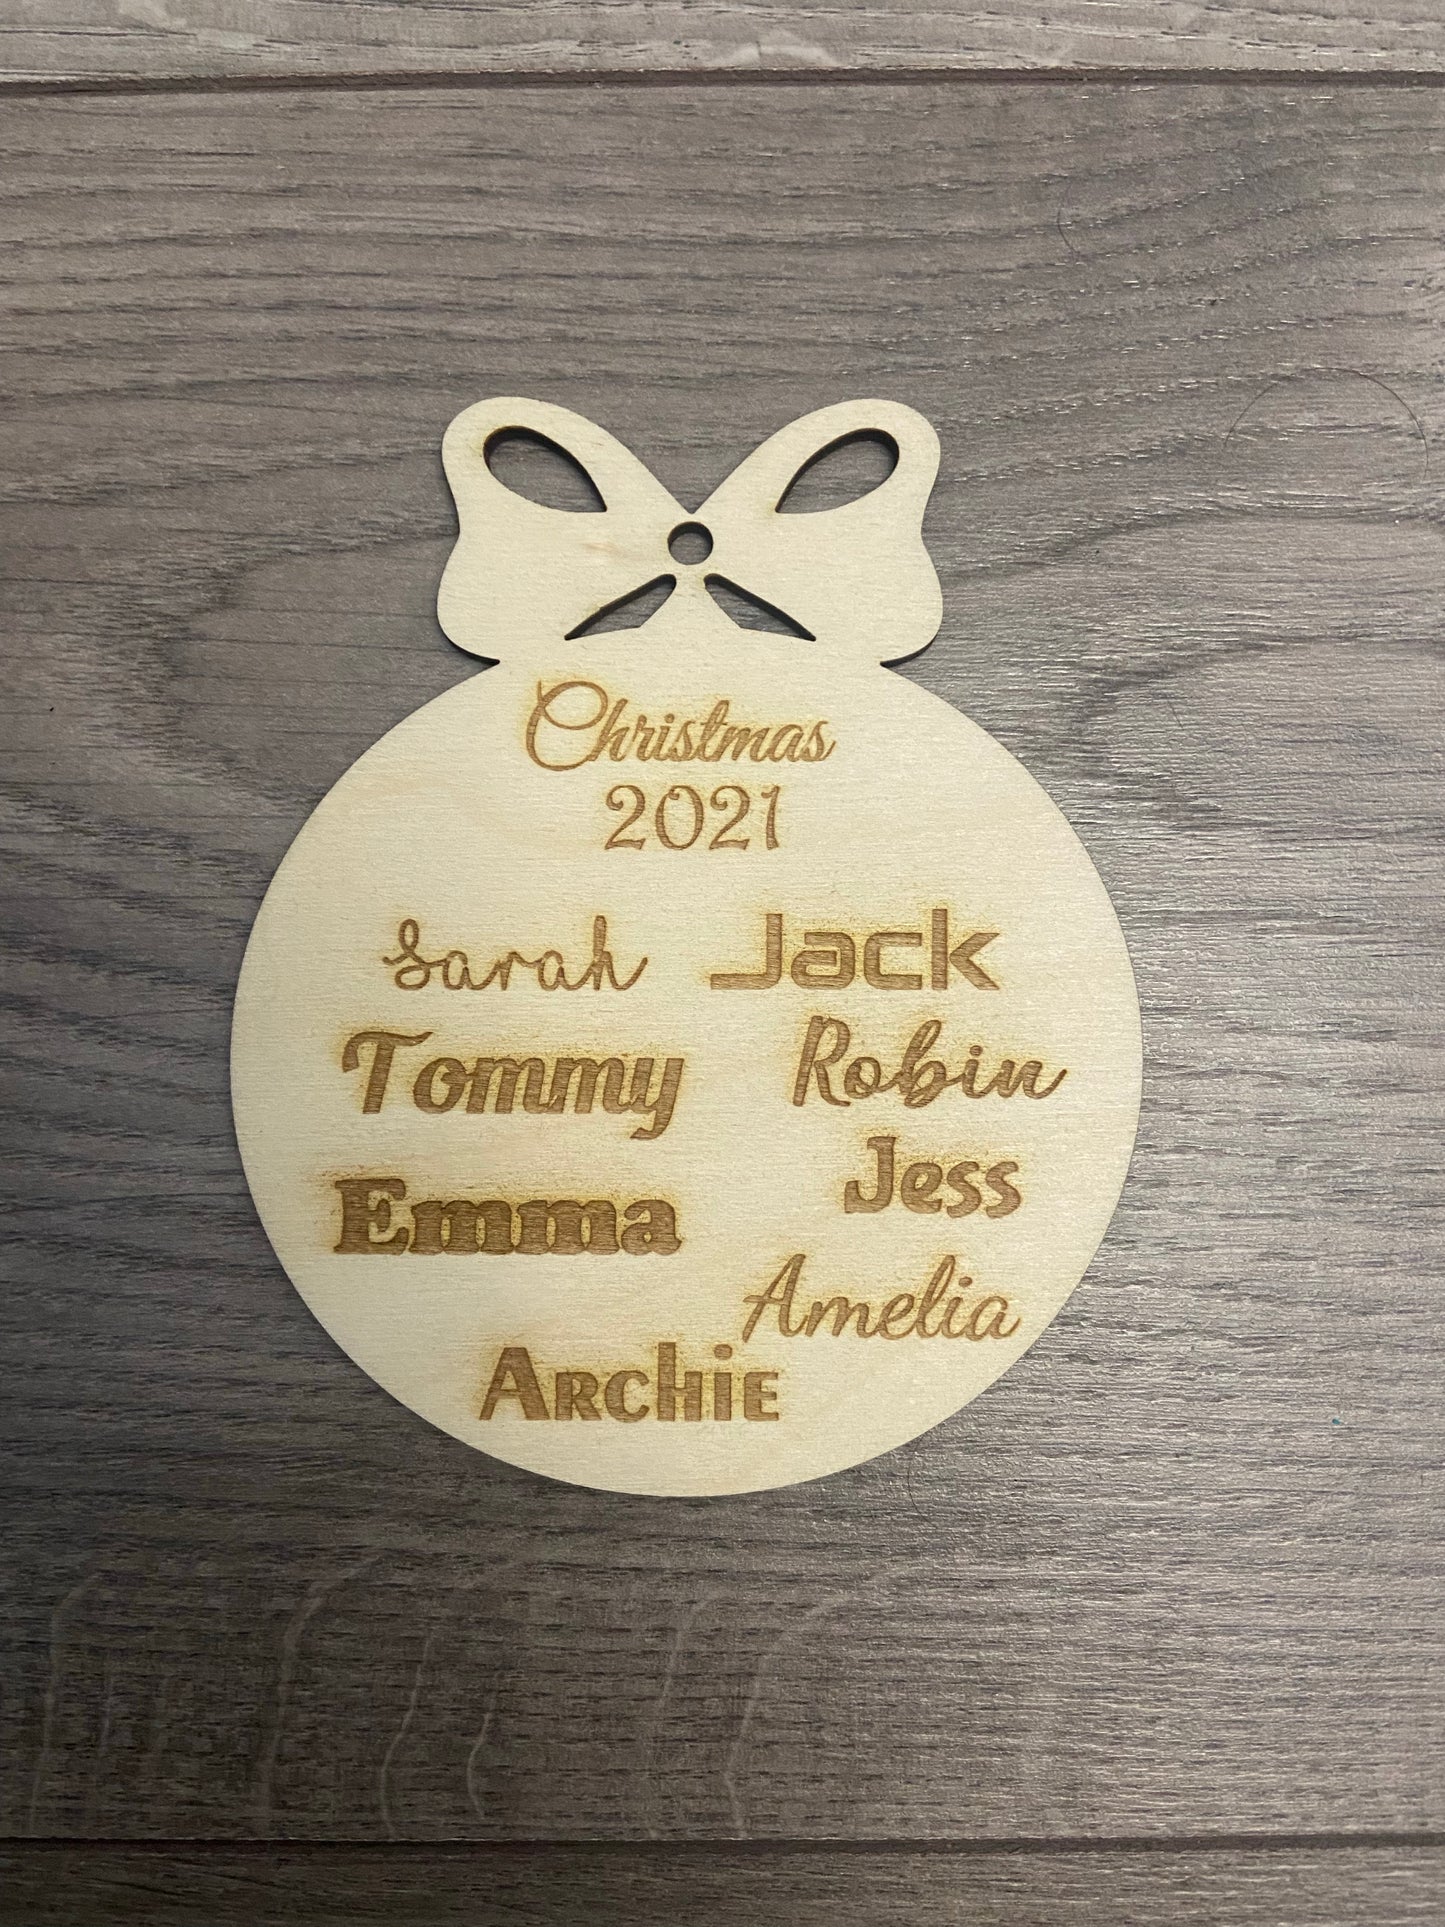 Christmas
2021
Sarah Jack
Tommy Robin
Emma Jess
Amelia
Archie